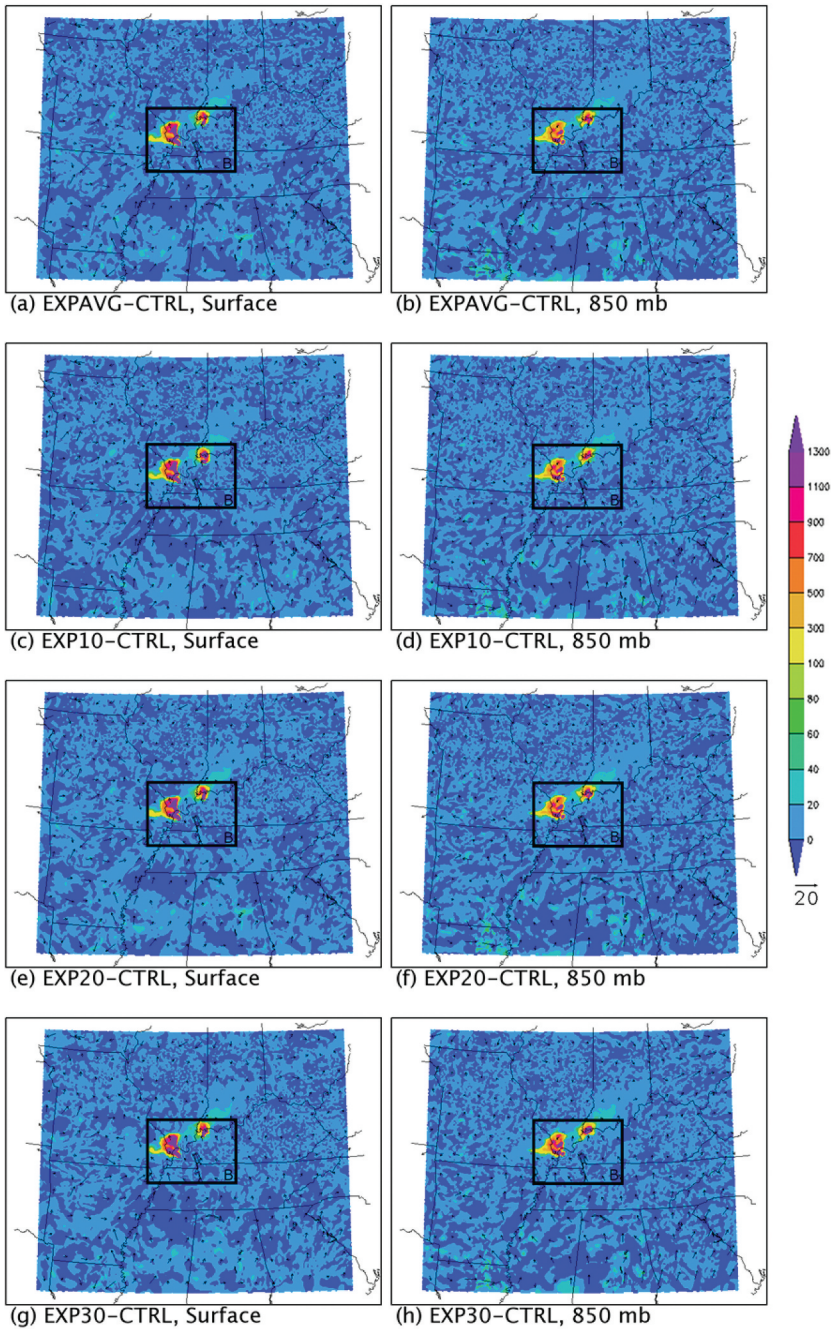 B
B
(a) EXPAVG-CTRL, Surface
(b) EXPAVG-CTRL, 850 mb
B
B
(c) EXP10-CTRL, Surface
(d) EXP10-CTRL, 850 mb
1300
1100
900
700
500
300
100
80
60
40
20
0
20
B
B
(e) EXP20-CTRL, Surface
(f) EXP20-CTRL, 850 mb
B
B
(g) EXP30-CTRL, Surface
(h) EXP30-CTRL, 850 mb